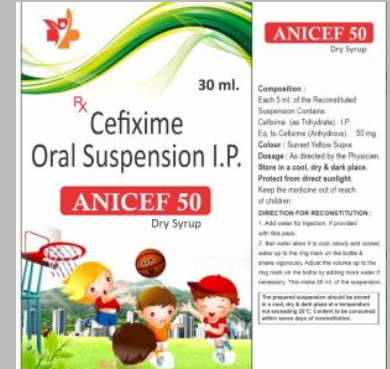 30 ml.
Rx
Cefixime
Oral Suspension I.P.
ANICEF 50
Dry Syrup
ANICEF 50
Dry Syrup
Composition :
Each 5 ml. of the Reconstituted
Suspension Contains :
Cefixime (as Trihydrate) I.P.
Eq. to Cefixime (Anhydrous) 50 mg.
Colour : Sunset Yellow Supra
Dosage : As directed by the Physician.
Store in a cool, dry & dark place.
Protect from direct sunlight.
Keep the medicine out of reach
of children.
DIRECTION FOR RECONSTITUTION :
1. Add water for Injection, if provided
with this pack.
2. Boil water allow it to cool, slowly add cooled
water up to the ring mark on the bottle &
shake vigorously. Adjust the volume up to the
ring mark on the bottle by adding more water if
necessary. This make 30 ml. of the suspension.
The prepared suspension should be stored
in a cool, dry & dark place at a temperature
not exceeding 25°C. Content to be consumed
within seven days of reconstitution.